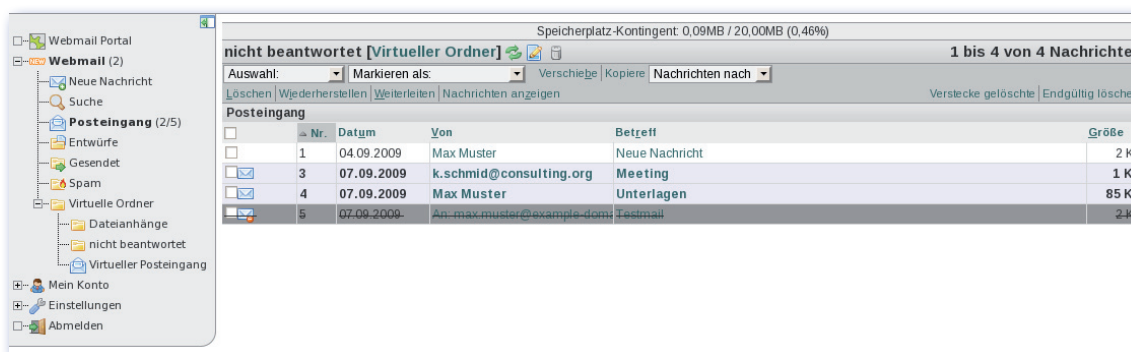 Speicherplatz-Kontingent: 0,09MB / 20,00MB (0,46%)
Webmail Portal
Webmail (2)
Neue Nachricht
Suche
Posteingang (2/5)
Entwürfe
Gesendet
Spam
Virtuelle Ordner
Dateianhänge
nicht beantwortet
Virtueller Posteingang
Mein Konto
Einstellungen
Abmelden
nicht beantwortet [Virtueller Ordner] 1 bis 4 von 4 Nachrichte
Auswahl: Markieren als: Verschiebe Kopiere Nachrichten nach
Löschen Wiederherstellen Weiterleiten Nachrichten anzeigen Verstecke gelöschte Endgültig lösche
Posteingang
Nr. Datum Von Betreff Größe
1 04.09.2009 Max Muster Neue Nachricht 2 K
3 07.09.2009 k.schmid@consulting.org Meeting 1 K
4 07.09.2009 Max Muster Unterlagen 85 K
5 07.09.2009 An: max.muster@example-doma Testmail 2 K